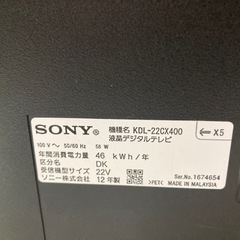 SONY® 機種名 KDL-22CX400
液晶デジタルテレビ
X5
100 V～ 50/60 Hz 58 W
年間消費電力量 46 kWh/年
区分名 DK
受信機型サイズ 22V
ソニー株式会社 12年製
PETC MADE IN MALAYSIA
Ser.No. 1674654